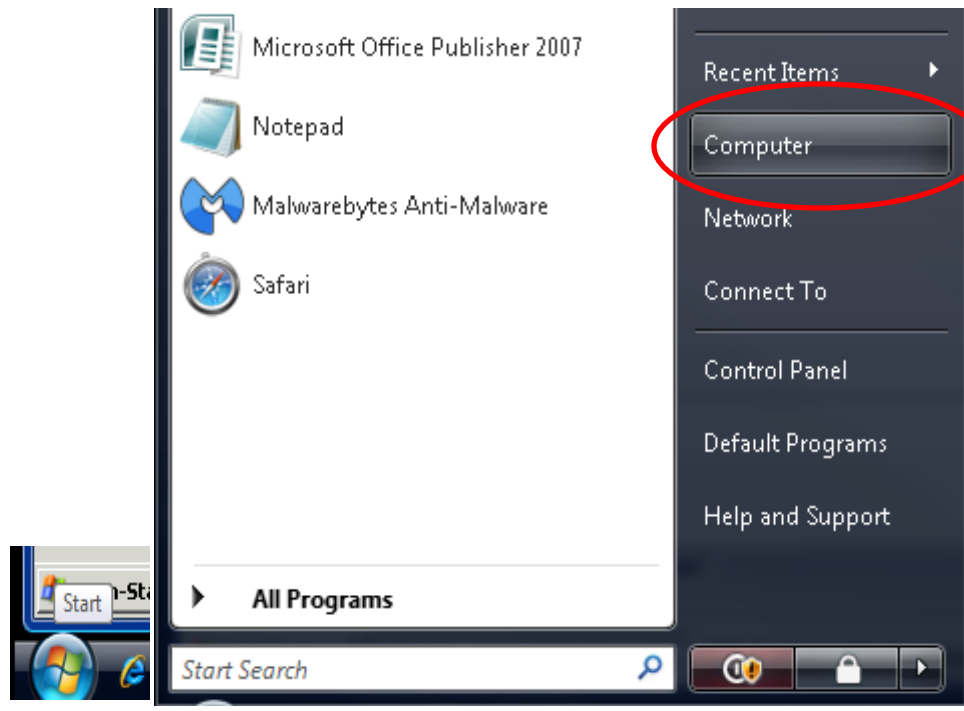 Microsoft Office Publisher 2007
Notepad
Malwarebytes Anti-Malware
Safari
All Programs
Start Search
Recent Items
Computer
Network
Connect To
Control Panel
Default Programs
Help and Support
Start